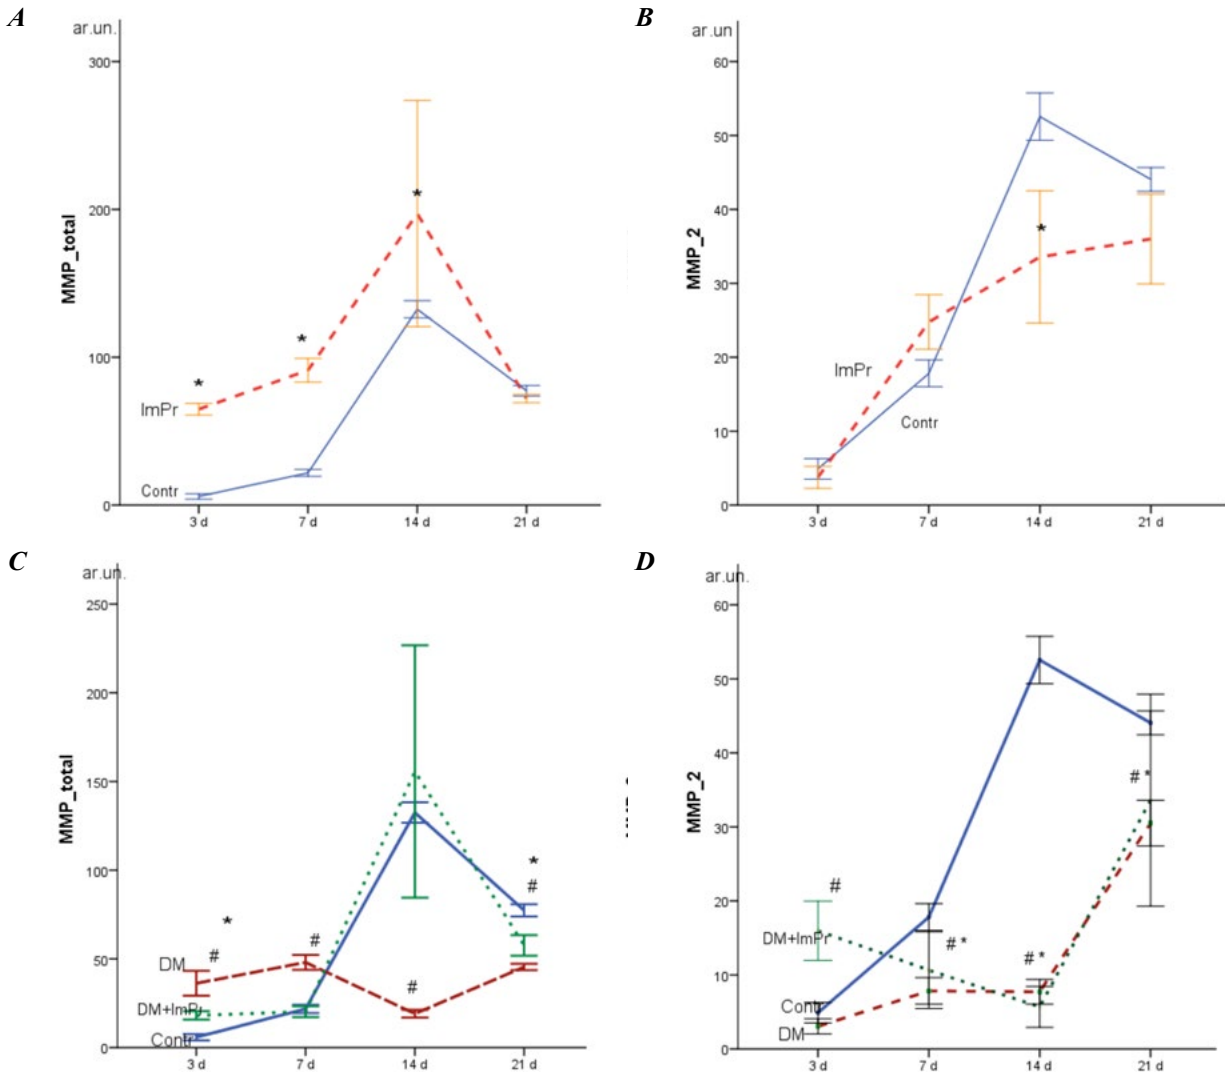 A
ar.un.
300
200
100
0
MMP_total
*
*
*
ImPr
Contr
3 d
7 d
14 d
21 d
B
ar.un
60
50
40
30
20
10
0
MMP_2
*
ImPr
Contr
3 d
7 d
14 d
21 d
C
ar.un.
250
200
150
100
50
0
MMP_total
*
#
#
#
*
#
DM
DM+ImPr
Contr
3 d
7 d
14 d
21 d
D
ar.un.
60
50
40
30
20
10
0
MMP_2
#
# *
# *
# *
DM+ImPr
Contr
DM
3 d
7 d
14 d
21 d